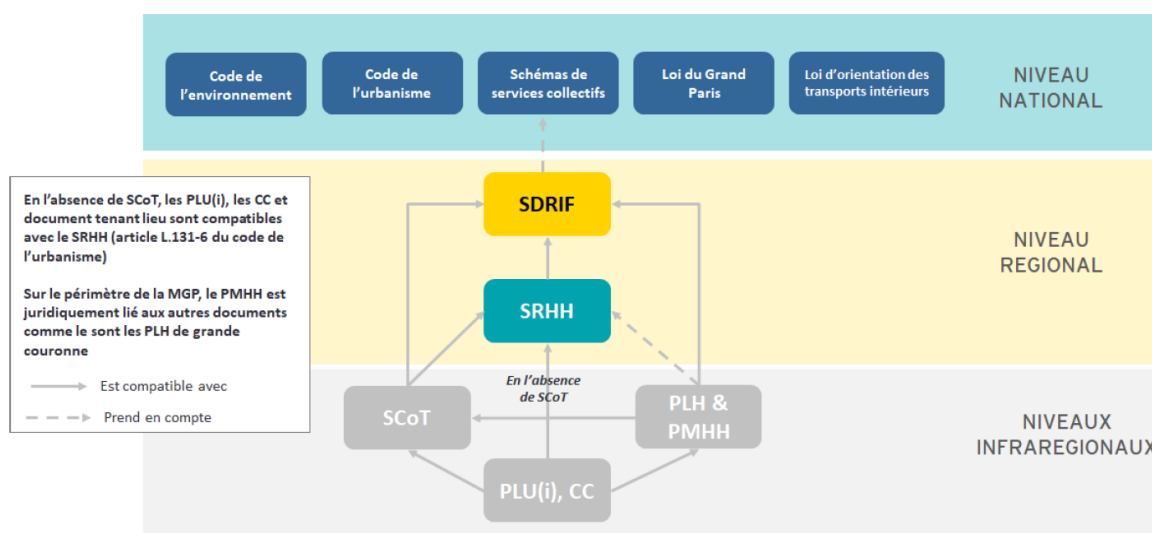 Code de
l'environnement
Code de
l'urbanisme
Schémas de
services collectifs
Loi du Grand
Paris
Loi d'orientation des
transports intérieurs
NIVEAU
NATIONAL
En l'absence de SCoT, les PLU(i), les CC et
document tenant lieu sont compatibles
avec le SRHH (article L.131-6 du code de
l'urbanisme)
Sur le périmètre de la MGP, le PMHH est
juridiquement lié aux autres documents
comme le sont les PLH de grande
couronne
Est compatible avec
Prend en compte
SDRIF
SRHH
NIVEAU
REGIONAL
En l'absence
de SCoT
SCoT
PLH &
PMHH
PLU(i), CC
NIVEAUX
INFRAREGIONAUX